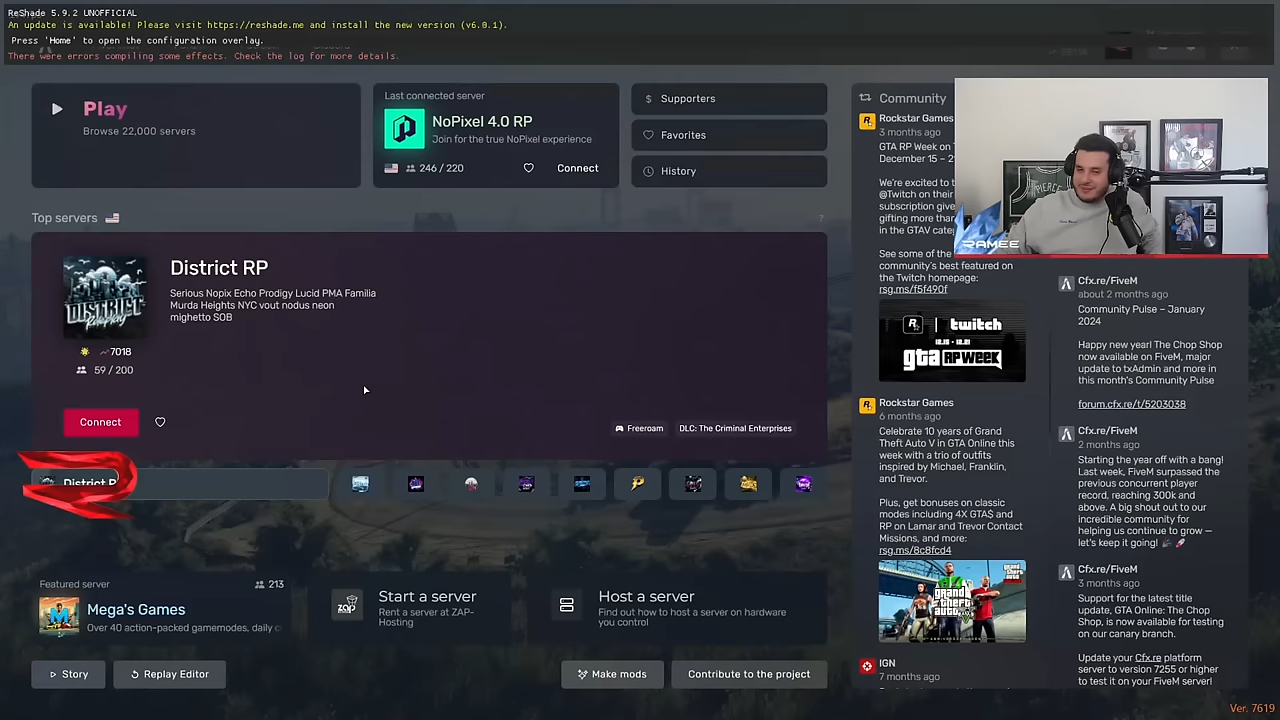 ReShade 5.9.2 UNOFFICIAL
An update is available! Please visit https://reshade.me and install the new version (v6.0.1).
Press 'Home' to open the configuration overlay.
There were errors compiling some effects. Check the log for more details.
Play
Browse 22,000 servers
Last connected server
NoPixel 4.0 RP
Join for the true NoPixel experience
246 / 220
Connect
Supporters
Favorites
History
Top servers
?
District RP
Serious Nopix Echo Prodigy Lucid PMA Familia
Murda Heights NYC vout nodus neon
mighetto SOB
DISTRICT
7018
59 / 200
Connect
Freeroam
DLC: The Criminal Enterprises
District R
Featured server
213
Mega's Games
Over 40 action-packed gamemodes, daily c
ZAP
Start a server
Rent a server at ZAP-
Hosting
Host a server
Find out how to host a server on hardware
you control
Story
Replay Editor
Make mods
Contribute to the project
Community
Rockstar Games
3 months ago
GTA RP Week on
December 15 – 2
We're excited to
@Twitch on their
subscription give
gifting more than
in the GTAV cate
See some of the
community's best featured on
the Twitch homepage:
rsg.ms/f5f490f
twitch
12.15 - 12.21
gta RP WEEK
Rockstar Games
6 months ago
Celebrate 10 years of Grand
Theft Auto V in GTA Online this
week with a trio of outfits
inspired by Michael, Franklin,
and Trevor.
Plus, get bonuses on classic
modes including 4X GTA$ and
RP on Lamar and Trevor Contact
Missions, and more:
rsg.ms/8c8fcd4
grand
theft
auto
IGN
7 months ago
PIERCE
RAMEE
Cfx.re/FiveM
about 2 months ago
Community Pulse – January
2024
Happy new year! The Chop Shop
now available on FiveM, major
update to txAdmin and more in
this month's Community Pulse
forum.cfx.re/t/5203038
Cfx.re/FiveM
2 months ago
Starting the year off with a bang!
Last week, FiveM surpassed the
previous concurrent player
record, reaching 300k and
above. A big shout out to our
incredible community for
helping us continue to grow —
let's keep it going! 🎉 🚀
Cfx.re/FiveM
3 months ago
Support for the latest title
update, GTA Online: The Chop
Shop, is now available for testing
on our canary branch.
Update your Cfx.re platform
server to version 7255 or higher
to test it on your FiveM server!
Ver. 7619